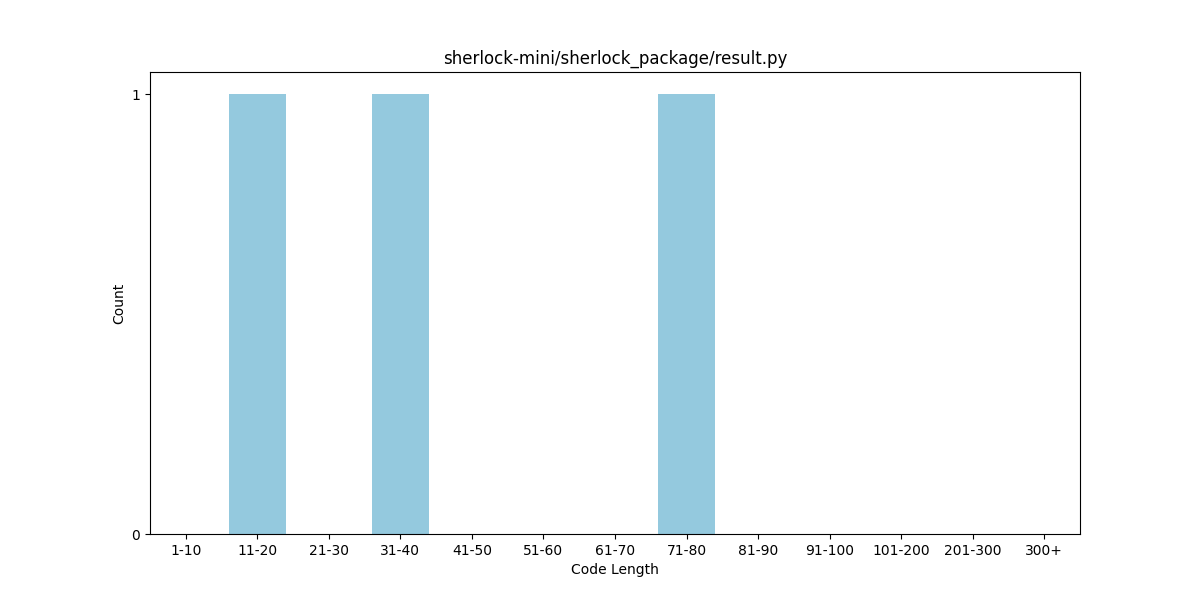 sherlock-mini/sherlock_package/result.py
1
Count
0
1-10 11-20 21-30 31-40 41-50 51-60 61-70 71-80 81-90 91-100 101-200 201-300 300+
Code Length